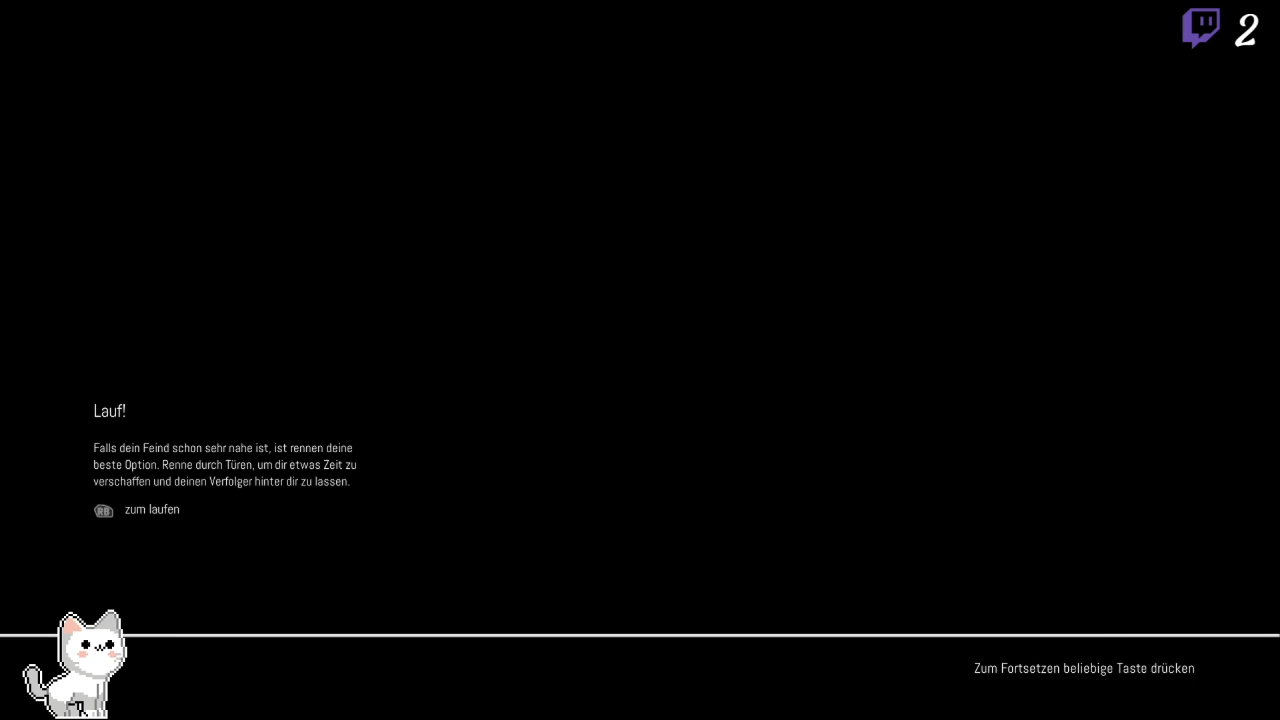 2
Lauf!
Falls dein Feind schon sehr nahe ist, ist rennen deine
beste Option. Renne durch Türen, um dir etwas Zeit zu
verschaffen und deinen Verfolger hinter dir zu lassen.
RB zum laufen
Zum Fortsetzen beliebige Taste drücken